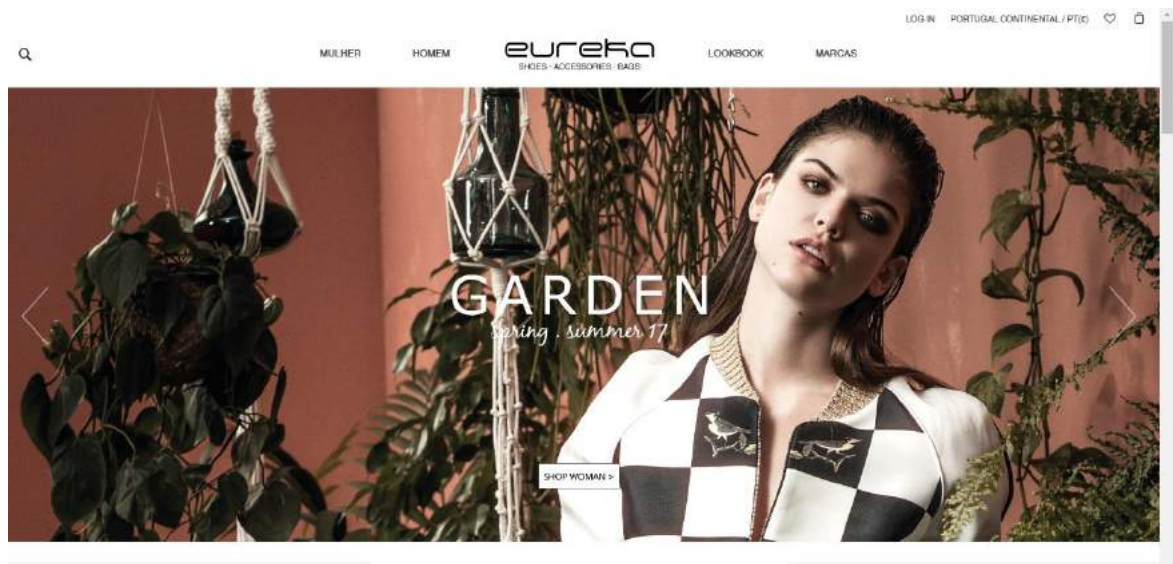 LOG IN PORTUGAL CONTINENTAL / PT(€)
MULHER HOMEM eureka LOOKBOOK MARCAS
SHOES · ACCESSORIES · BAGS
GARDEN
Spring . summer 17
SHOP WOMAN >